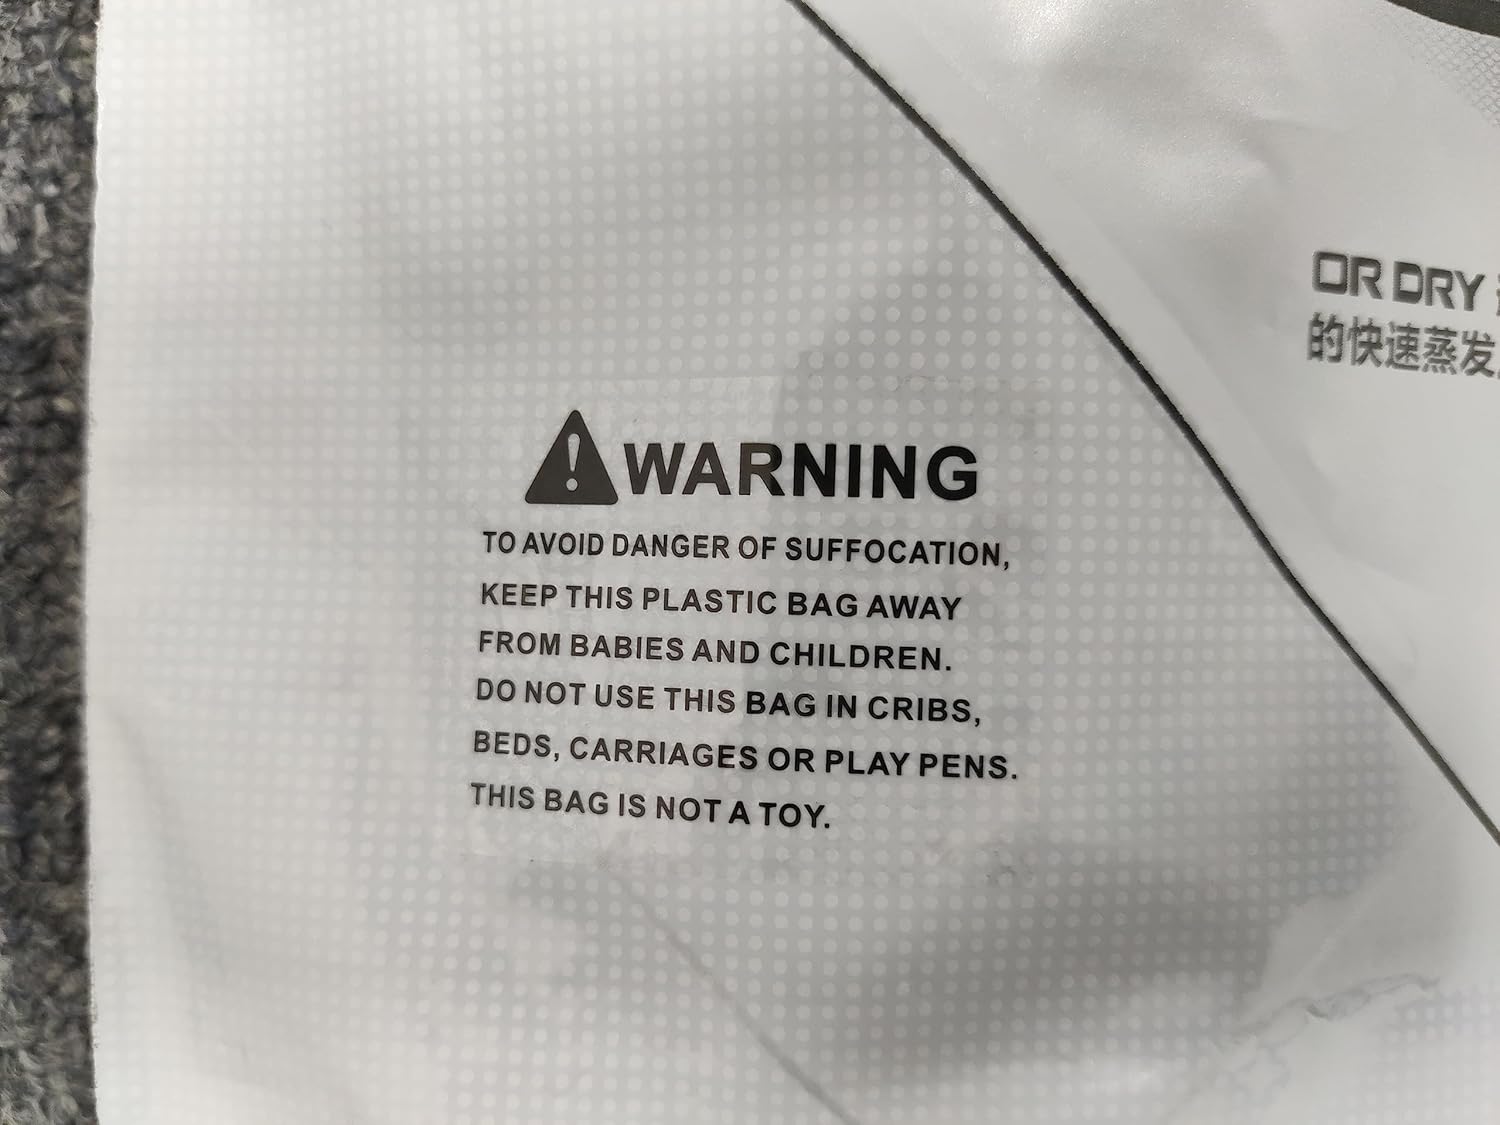 WARNING
TO AVOID DANGER OF SUFFOCATION,
KEEP THIS PLASTIC BAG AWAY
FROM BABIES AND CHILDREN.
DO NOT USE THIS BAG IN CRIBS,
BEDS, CARRIAGES OR PLAY PENS.
THIS BAG IS NOT A TOY.
OR DRY
的快速蒸发